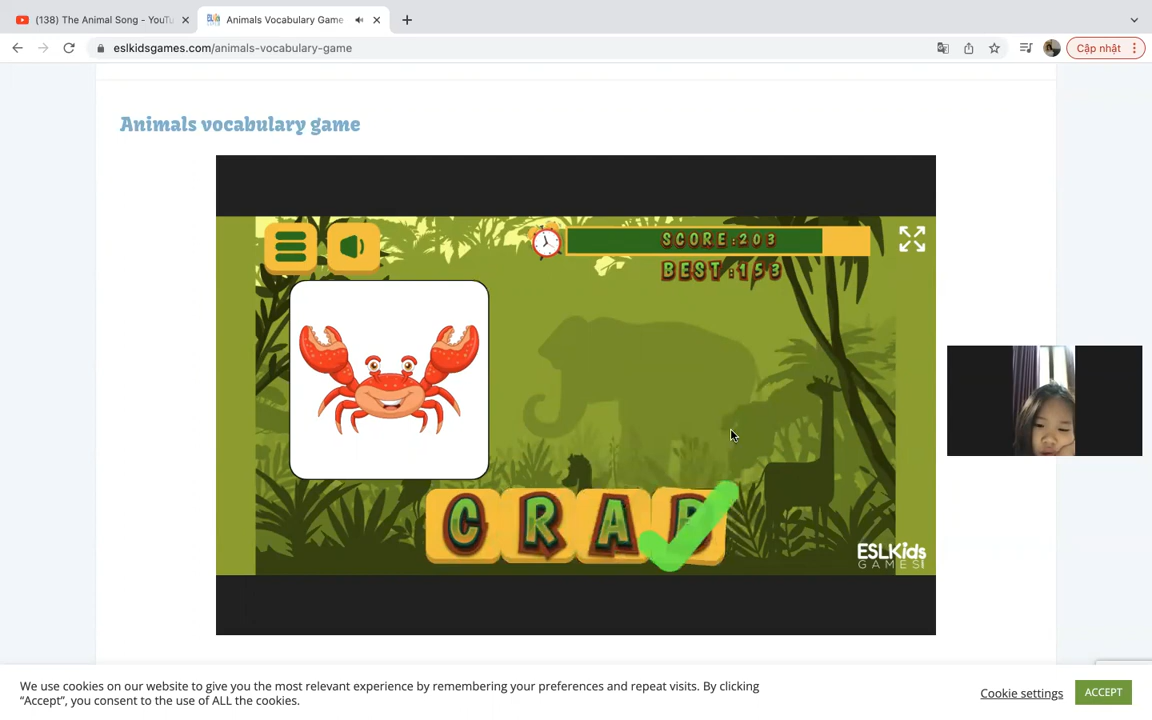 (138) The Animal Song - YouTu
Animals Vocabulary Game
eslkidsgames.com/animals-vocabulary-game
Cập nhật
Animals vocabulary game
SCORE:203
BEST:153
CRAB
ESLKids
GAMES
We use cookies on our website to give you the most relevant experience by remembering your preferences and repeat visits. By clicking
“Accept”, you consent to the use of ALL the cookies.
Cookie settings
ACCEPT